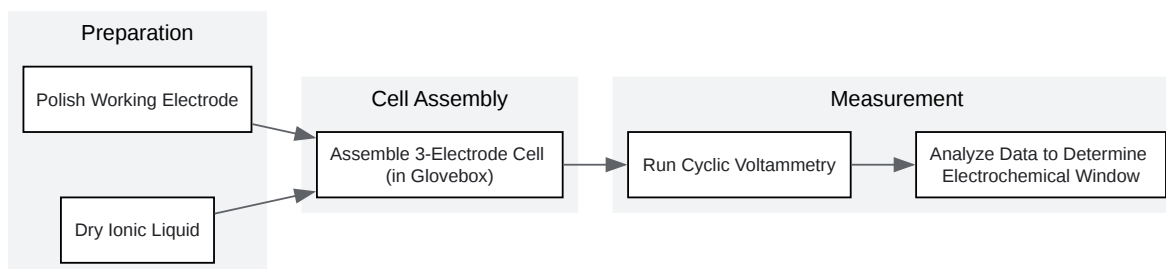 Preparation
Polish Working Electrode
Dry Ionic Liquid
Cell Assembly
Assemble 3-Electrode Cell
(in Glovebox)
Measurement
Run Cyclic Voltammetry
Analyze Data to Determine
Electrochemical Window